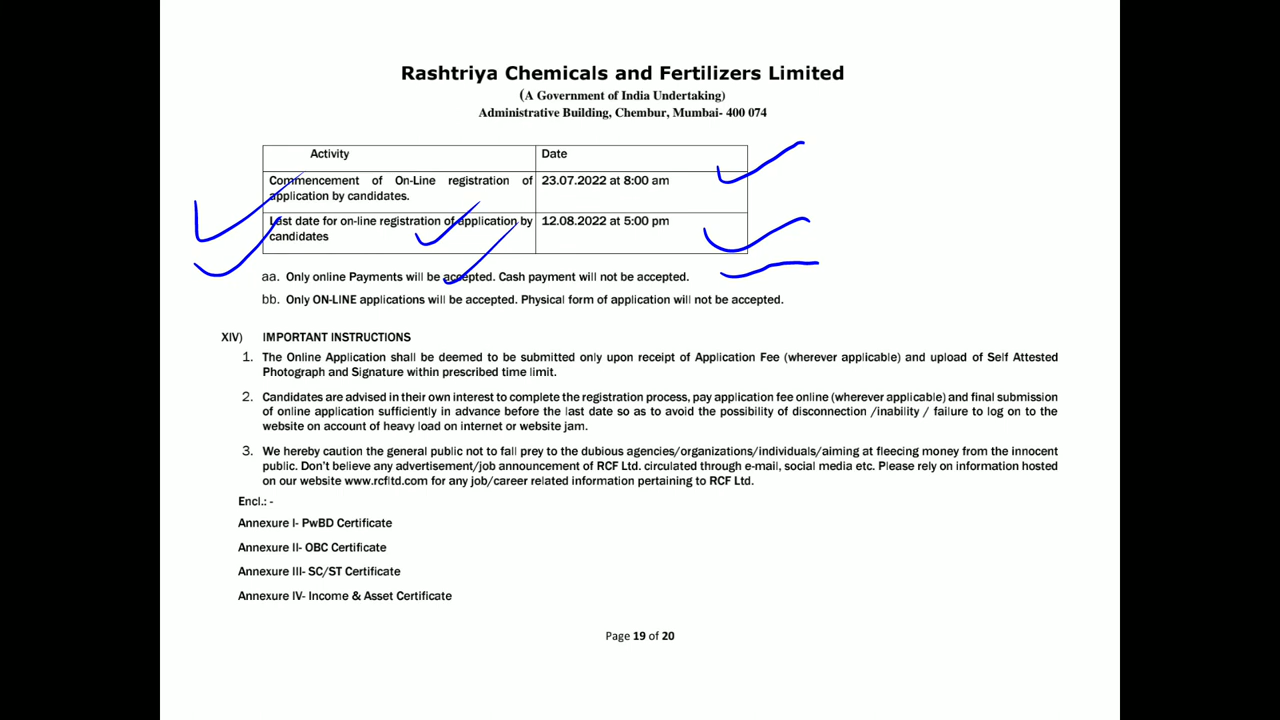 Rashtriya Chemicals and Fertilizers Limited
(A Government of India Undertaking)
Administrative Building, Chembur, Mumbai- 400 074
Activity Date
Commencement of On-Line registration of 23.07.2022 at 8:00 am
application by candidates.
Last date for on-line registration of application by 12.08.2022 at 5:00 pm
candidates
aa. Only online Payments will be accepted. Cash payment will not be accepted.
bb. Only ON-LINE applications will be accepted. Physical form of application will not be accepted.
XIV) IMPORTANT INSTRUCTIONS
1. The Online Application shall be deemed to be submitted only upon receipt of Application Fee (wherever applicable) and upload of Self Attested
Photograph and Signature within prescribed time limit.
2. Candidates are advised in their own interest to complete the registration process, pay application fee online (wherever applicable) and final submission
of online application sufficiently in advance before the last date so as to avoid the possibility of disconnection /inability / failure to log on to the
website on account of heavy load on internet or website jam.
3. We hereby caution the general public not to fall prey to the dubious agencies/organizations/individuals/aiming at fleecing money from the innocent
public. Don't believe any advertisement/job announcement of RCF Ltd. circulated through e-mail, social media etc. Please rely on information hosted
on our website www.rcfltd.com for any job/career related information pertaining to RCF Ltd.
Encl.: -
Annexure I- PwBD Certificate
Annexure II- OBC Certificate
Annexure III- SC/ST Certificate
Annexure IV- Income & Asset Certificate
Page 19 of 20